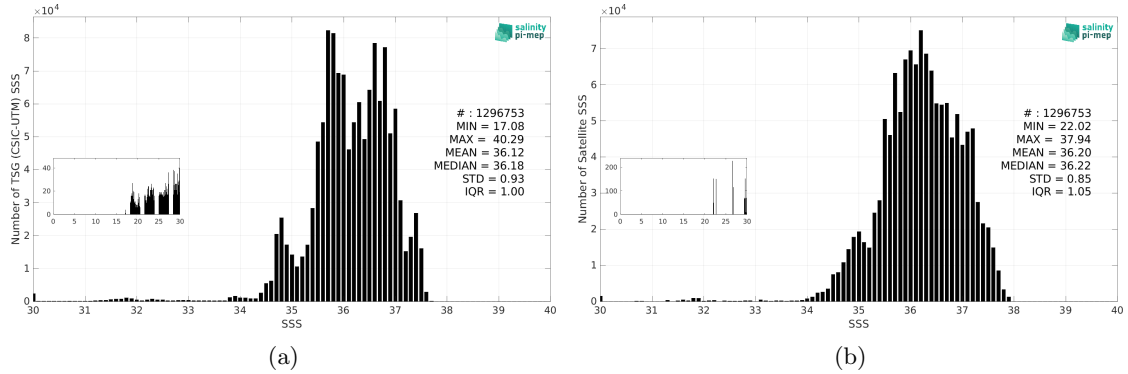 ×10⁴
8
7
6
5
4
3
2
1
0
Number of TSG (CSIC-UTM) SSS
salinity
pi-mep
# : 1296753
MIN = 17.08
MAX = 40.29
MEAN = 36.12
MEDIAN = 36.18
STD = 0.93
IQR = 1.00
40
20
0
0 5 10 15 20 25 30
30 31 32 33 34 35 36 37 38 39 40
SSS
(a)
×10⁴
7
6
5
4
3
2
1
0
Number of Satellite SSS
salinity
pi-mep
# : 1296753
MIN = 22.02
MAX = 37.94
MEAN = 36.20
MEDIAN = 36.22
STD = 0.85
IQR = 1.05
200
100
0
0 5 10 15 20 25 30
30 31 32 33 34 35 36 37 38 39 40
SSS
(b)